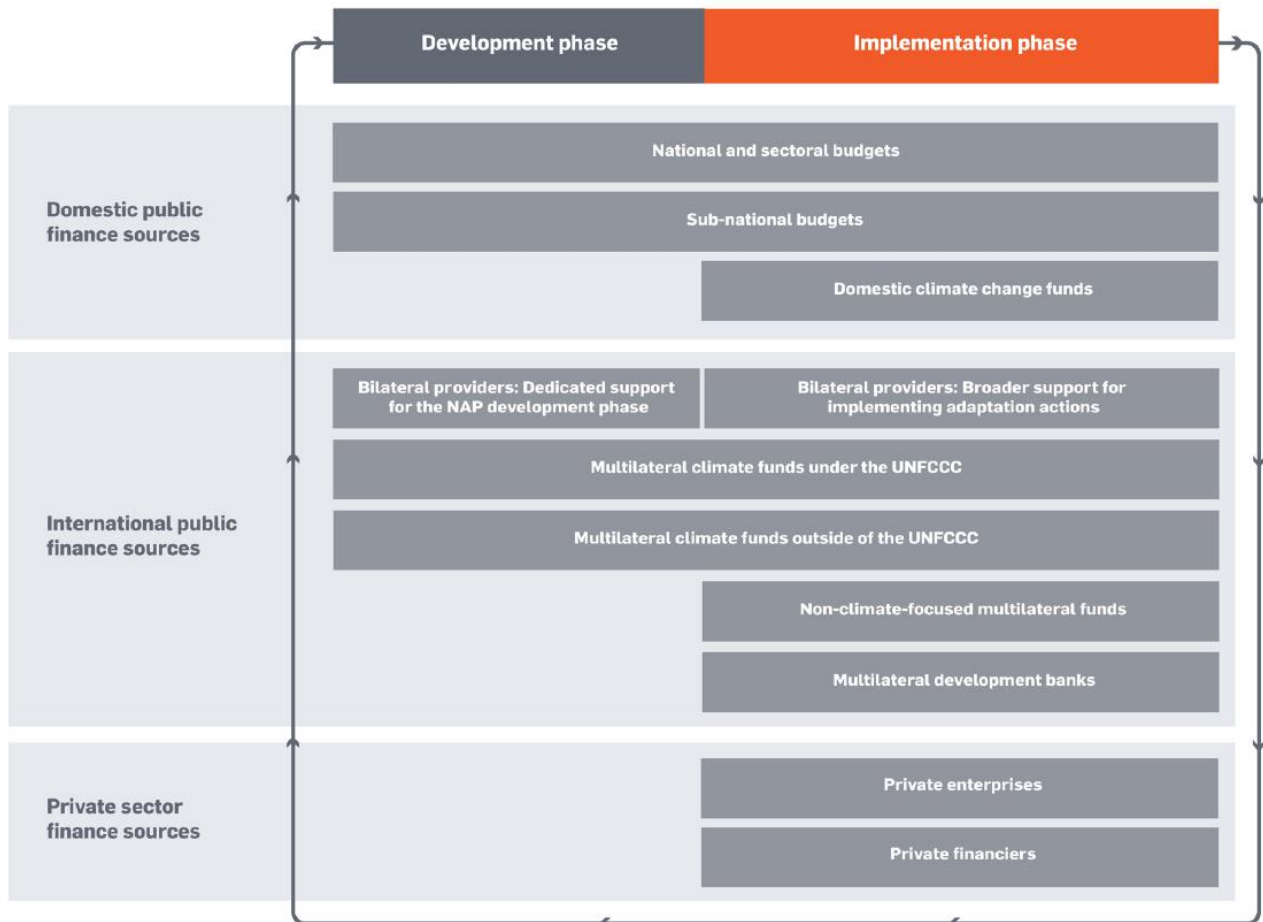 Development phase
Implementation phase
Domestic public
finance sources
National and sectoral budgets
Sub-national budgets
Domestic climate change funds
International public
finance sources
Bilateral providers: Dedicated support
for the NAP development phase
Bilateral providers: Broader support for
implementing adaptation actions
Multilateral climate funds under the UNFCCC
Multilateral climate funds outside of the UNFCCC
Non-climate-focused multilateral funds
Multilateral development banks
Private sector
finance sources
Private enterprises
Private financiers